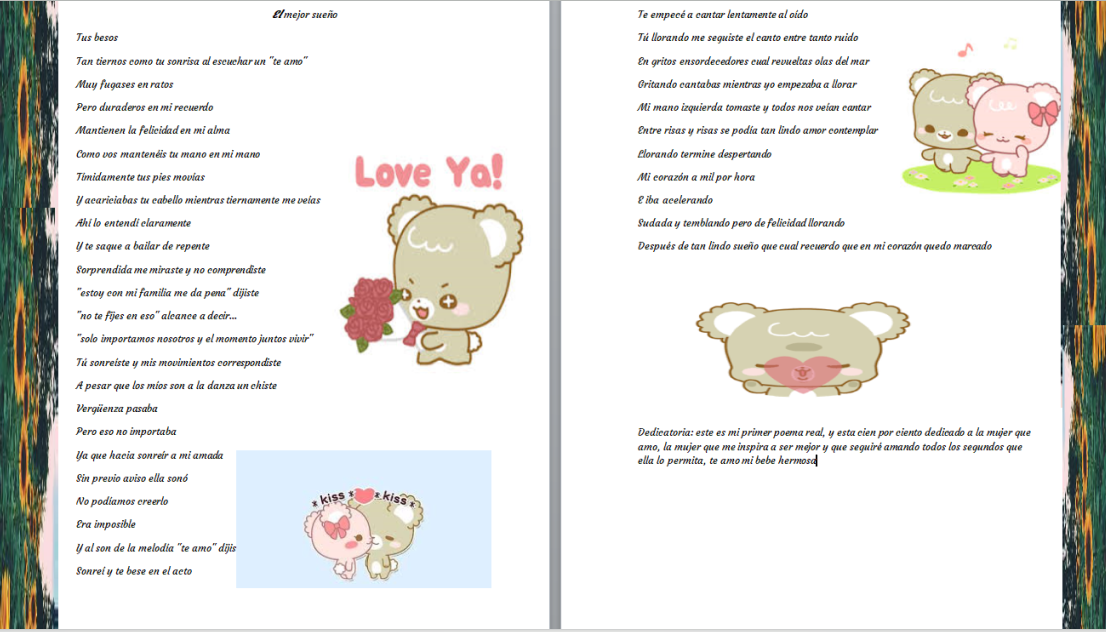 El mejor sueño
Tus besos
Tan tiernos como tu sonrisa al escuchar un "te amo"
Muy fugases en ratos
Pero duraderos en mi recuerdo
Mantienen la felicidad en mi alma
Como vos mantenéis tu mano en mi mano
Tímidamente tus pies movías
Y acariciabas tu cabello mientras tiernamente me veías
Ahí lo entendí claramente
Y te saque a bailar de repente
Sorprendida me miraste y no comprendiste
"estoy con mi familia me da pena" dijiste
"no te fijes en eso" alcance a decir...
"solo importamos nosotros y el momento juntos vivir"
Tú sonreíste y mis movimientos correspondiste
A pesar que los míos son a la danza un chiste
Vergüenza pasaba
Pero eso no importaba
Ya que hacia sonreír a mi amada
Sin previo aviso ella sonó
No podíamos creerlo
Era imposible
Y al son de la melodía "te amo" dijis
Sonreí y te bese en el acto
Love Ya!
* kiss * * kiss *
Te empecé a cantar lentamente al oído
Tú llorando me seguiste el canto entre tanto ruido
En gritos ensordecedores cual revueltas olas del mar
Gritando cantabas mientras yo empezaba a llorar
Mi mano izquierda tomaste y todos nos veían cantar
Entre risas y risas se podía tan lindo amor contemplar
Llorando termine despertando
Mi corazón a mil por hora
E iba acelerando
Sudada y temblando pero de felicidad llorando
Después de tan lindo sueño que cual recuerdo que en mi corazón quedo marcado
Dedicatoria: este es mi primer poema real, y esta cien por ciento dedicado a la mujer que
amo, la mujer que me inspira a ser mejor y que seguiré amando todos los segundos que
ella lo permita, te amo mi bebe hermosa